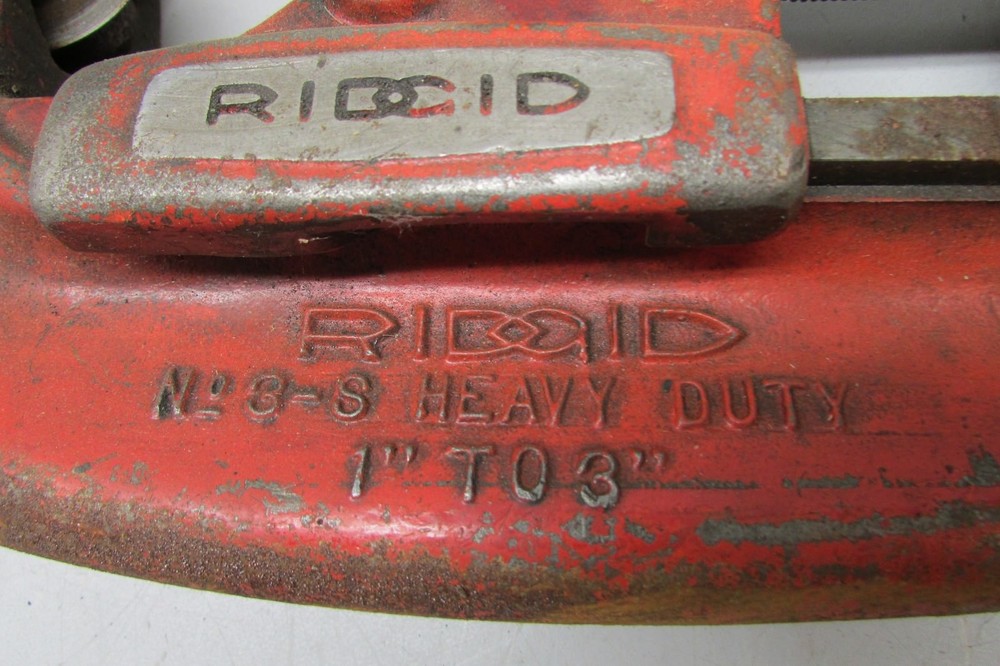 RIDGID
RIDGID
No 3-S HEAVY DUTY
1" TO 3"